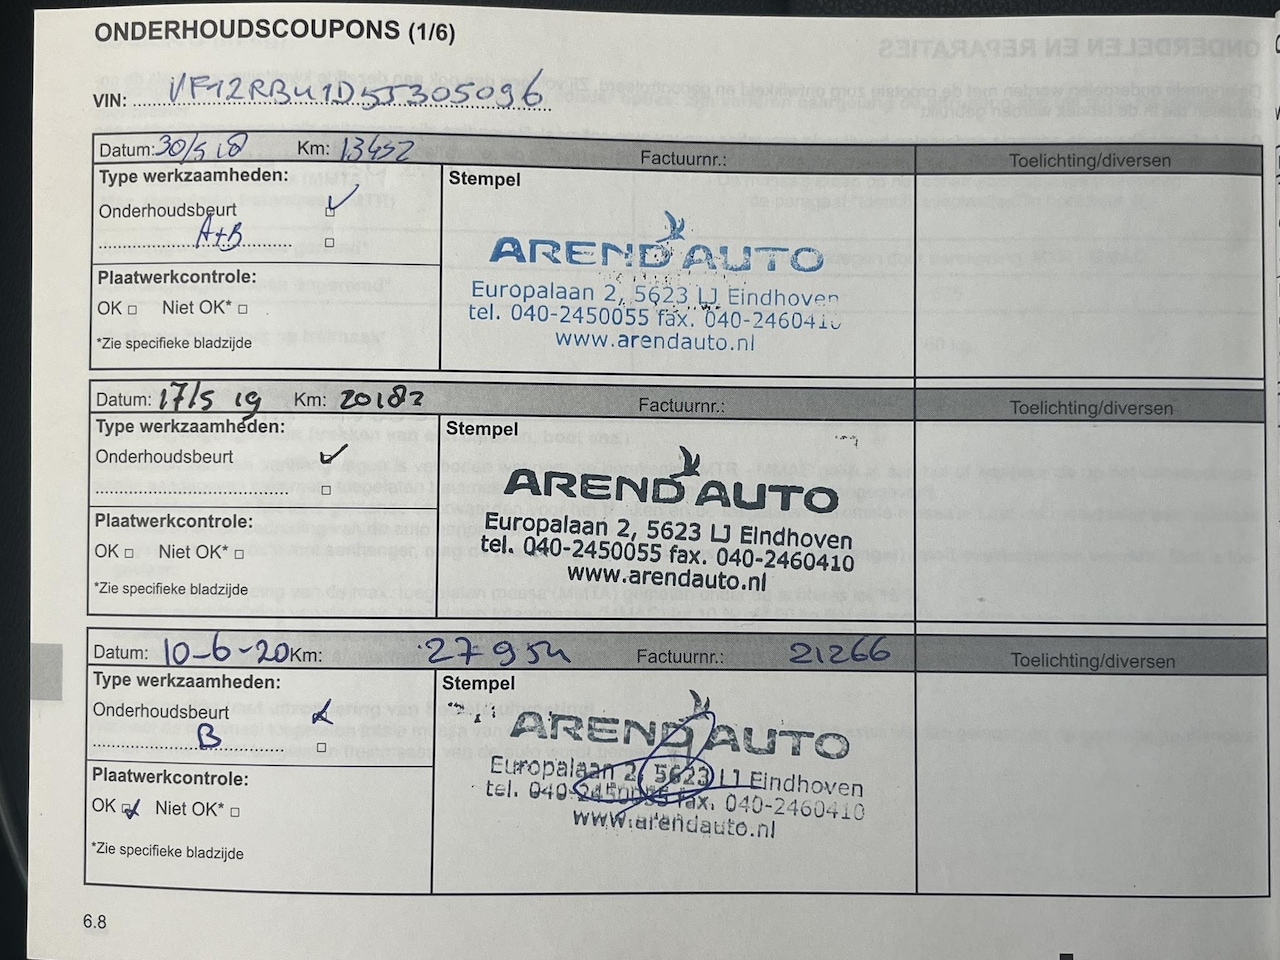 ONDERHOUDSCOUPONS (1/6)
VIN: VF12RBU1D55305096
Datum: 30/5 18 Km: 13452 Factuurnr.: Toelichting/diversen
Type werkzaamheden:
Stempel
Onderhoudsbeurt
A+B
Plaatwerkcontrole:
OK □ Niet OK* □
*Zie specifieke bladzijde
AREND AUTO
Europalaan 2, 5623 LJ Eindhoven
tel. 040-2450055 fax. 040-2460410
www.arendauto.nl
Datum: 17/5 19 Km: 20182 Factuurnr.: Toelichting/diversen
Type werkzaamheden:
Stempel
Onderhoudsbeurt
Plaatwerkcontrole:
OK □ Niet OK* □
*Zie specifieke bladzijde
AREND AUTO
Europalaan 2, 5623 LJ Eindhoven
tel. 040-2450055 fax. 040-2460410
www.arendauto.nl
Datum: 10-6-20 Km: 27954 Factuurnr.: 21266 Toelichting/diversen
Type werkzaamheden:
Stempel
Onderhoudsbeurt
B
Plaatwerkcontrole:
OK Niet OK* □
*Zie specifieke bladzijde
AREND AUTO
Europalaan 2, 5623 LJ Eindhoven
tel. 040-2450055 fax. 040-2460410
www.arendauto.nl
6.8